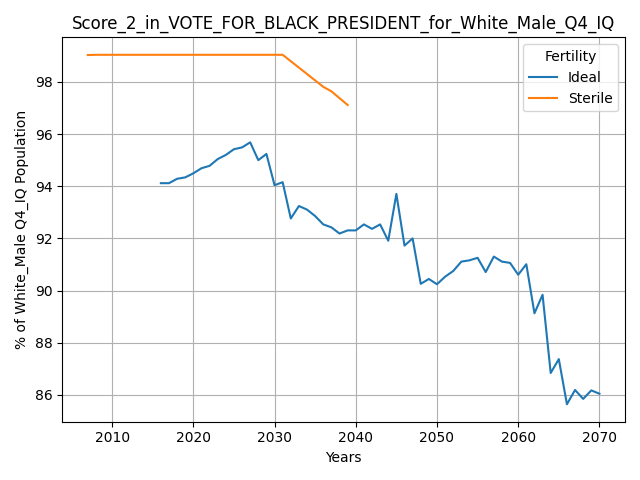 Score_2_in_VOTE_FOR_BLACK_PRESIDENT_for_White_Male_Q4_IQ
Fertility
Ideal
Sterile
% of White_Male Q4_IQ Population
98
96
94
92
90
88
86
2010
2020
2030
2040
2050
2060
2070
Years